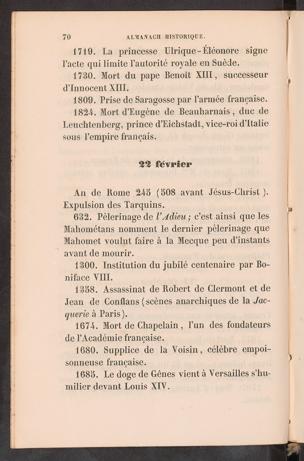 70 ALMANACH HISTORIQUE.
1719. La princesse Ulrique-Éléonore signe
l'acte qui limite l'autorité royale en Suède.
1730. Mort du pape Benoît XIII, successeur
d'Innocent XIII.
1809. Prise de Saragosse par l'armée française.
1824. Mort d'Eugène de Beauharnais, duc de
Leuchtenberg, prince d'Eichstadt, vice-roi d'Italie
sous l'empire français.
22 février
An de Rome 245 (508 avant Jésus-Christ).
Expulsion des Tarquins.
632. Pèlerinage de l'Adieu; c'est ainsi que les
Mahométans nomment le dernier pèlerinage que
Mahomet voulut faire à la Mecque peu d'instants
avant de mourir.
1300. Institution du jubilé centenaire par Bo-
niface VIII.
1358. Assassinat de Robert de Clermont et de
Jean de Conflans (scènes anarchiques de la Jac-
querie à Paris).
1674. Mort de Chapelain, l'un des fondateurs
de l'Académie française.
1680. Supplice de la Voisin, célèbre empoi-
sonneuse française.
1685. Le doge de Gênes vient à Versailles s'hu-
milier devant Louis XIV.